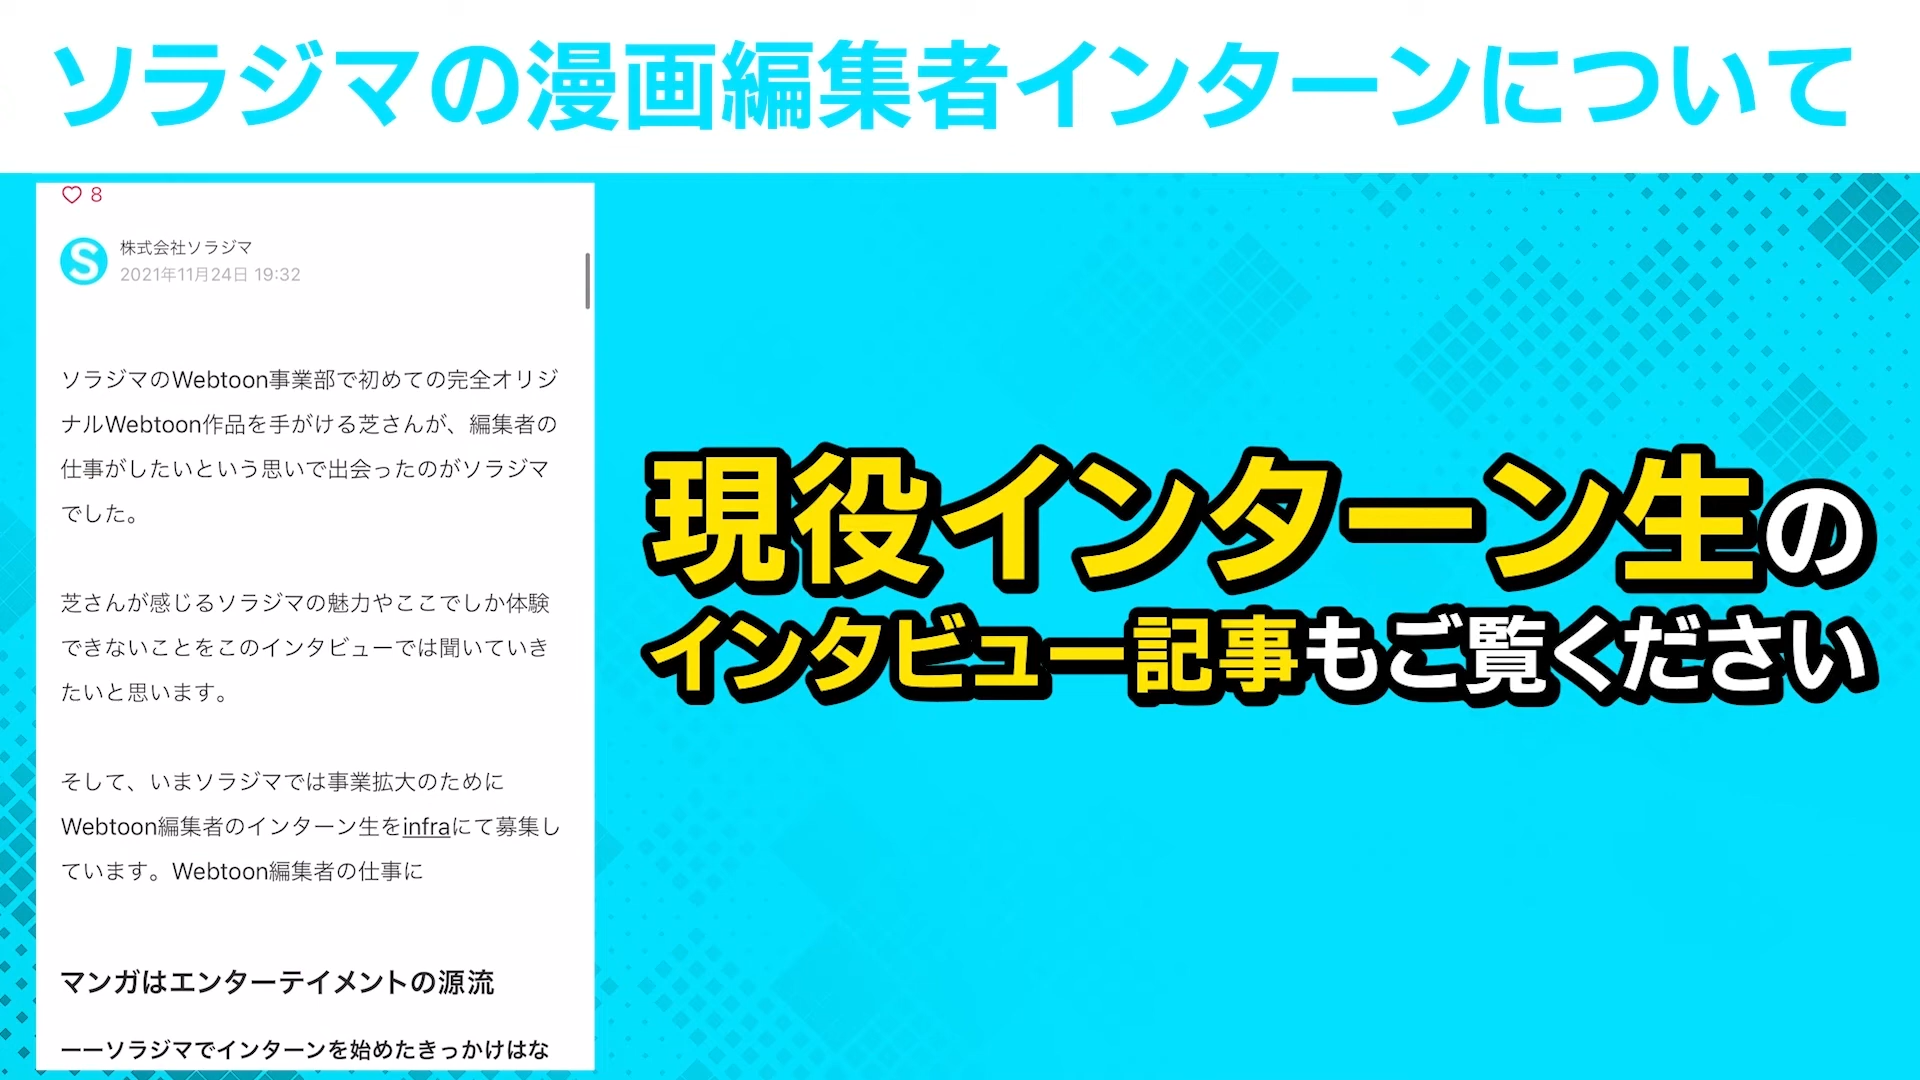 ソラジマの漫画編集者インターンについて
♡ 8
S
株式会社ソラジマ
2021年11月24日 19:32
ソラジマのWebtoon事業部で初めての完全オリジ
ナルWebtoon作品を手がける芝さんが、編集者の
仕事がしたいという思いで出会ったのがソラジマ
でした。
芝さんが感じるソラジマの魅力やここでしか体験
できないことをこのインタビューでは聞いていき
たいと思います。
そして、いまソラジマでは事業拡大のために
Webtoon編集者のインターン生をinfraにて募集し
ています。Webtoon編集者の仕事に
マンガはエンターテイメントの源流
ーーソラジマでインターンを始めたきっかけはな
現役インターン生の
インタビュー記事もご覧ください